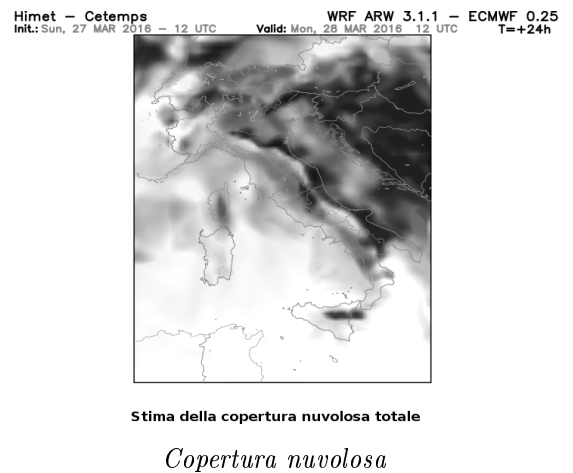 Himet – Cetemps WRF ARW 3.1.1 – ECMWF 0.25
Init.: Sun, 27 MAR 2016 – 12 UTC Valid: Mon, 28 MAR 2016 12 UTC T=+24h
Stima della copertura nuvolosa totale
Copertura nuvolosa